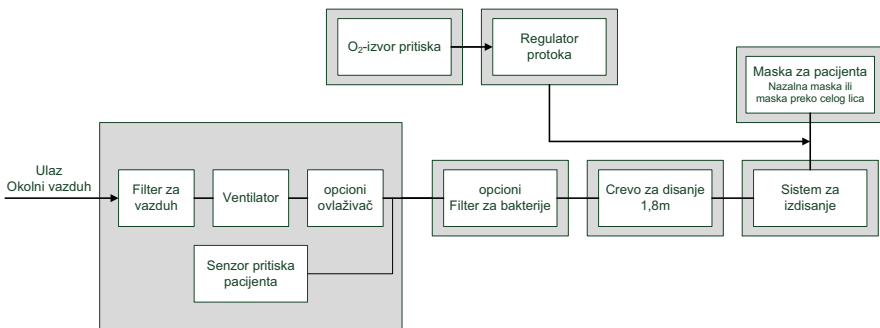 O₂-izvor pritiska
Regulator
protoka
Maska za pacijenta
Nazalna maska ili
maska preko celog lica
Ulaz
Okolni vazduh
Filter za
vazduh
Ventilator
opcioni
ovlaživač
opcioni
Filter za bakterije
Crevo za disanje
1,8m
Sistem za
izdisanje
Senzor pritiska
pacijenta